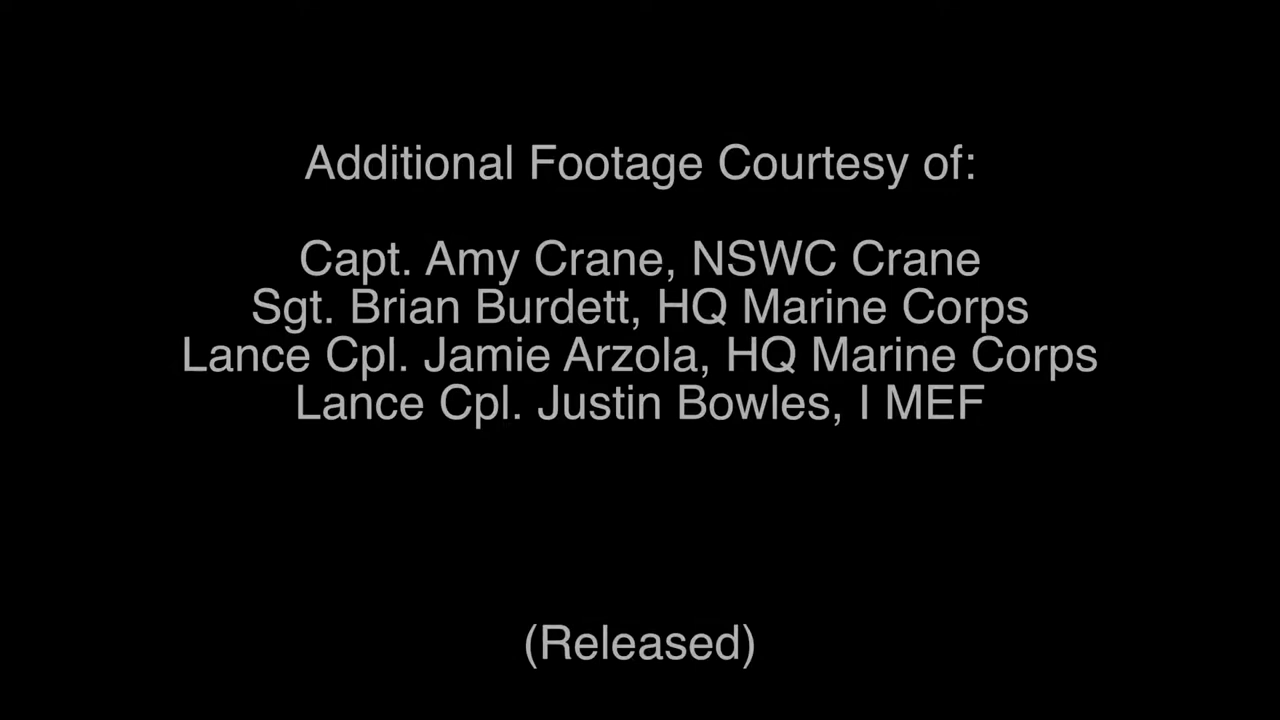 Additional Footage Courtesy of:
Capt. Amy Crane, NSWC Crane
Sgt. Brian Burdett, HQ Marine Corps
Lance Cpl. Jamie Arzola, HQ Marine Corps
Lance Cpl. Justin Bowles, I MEF
(Released)